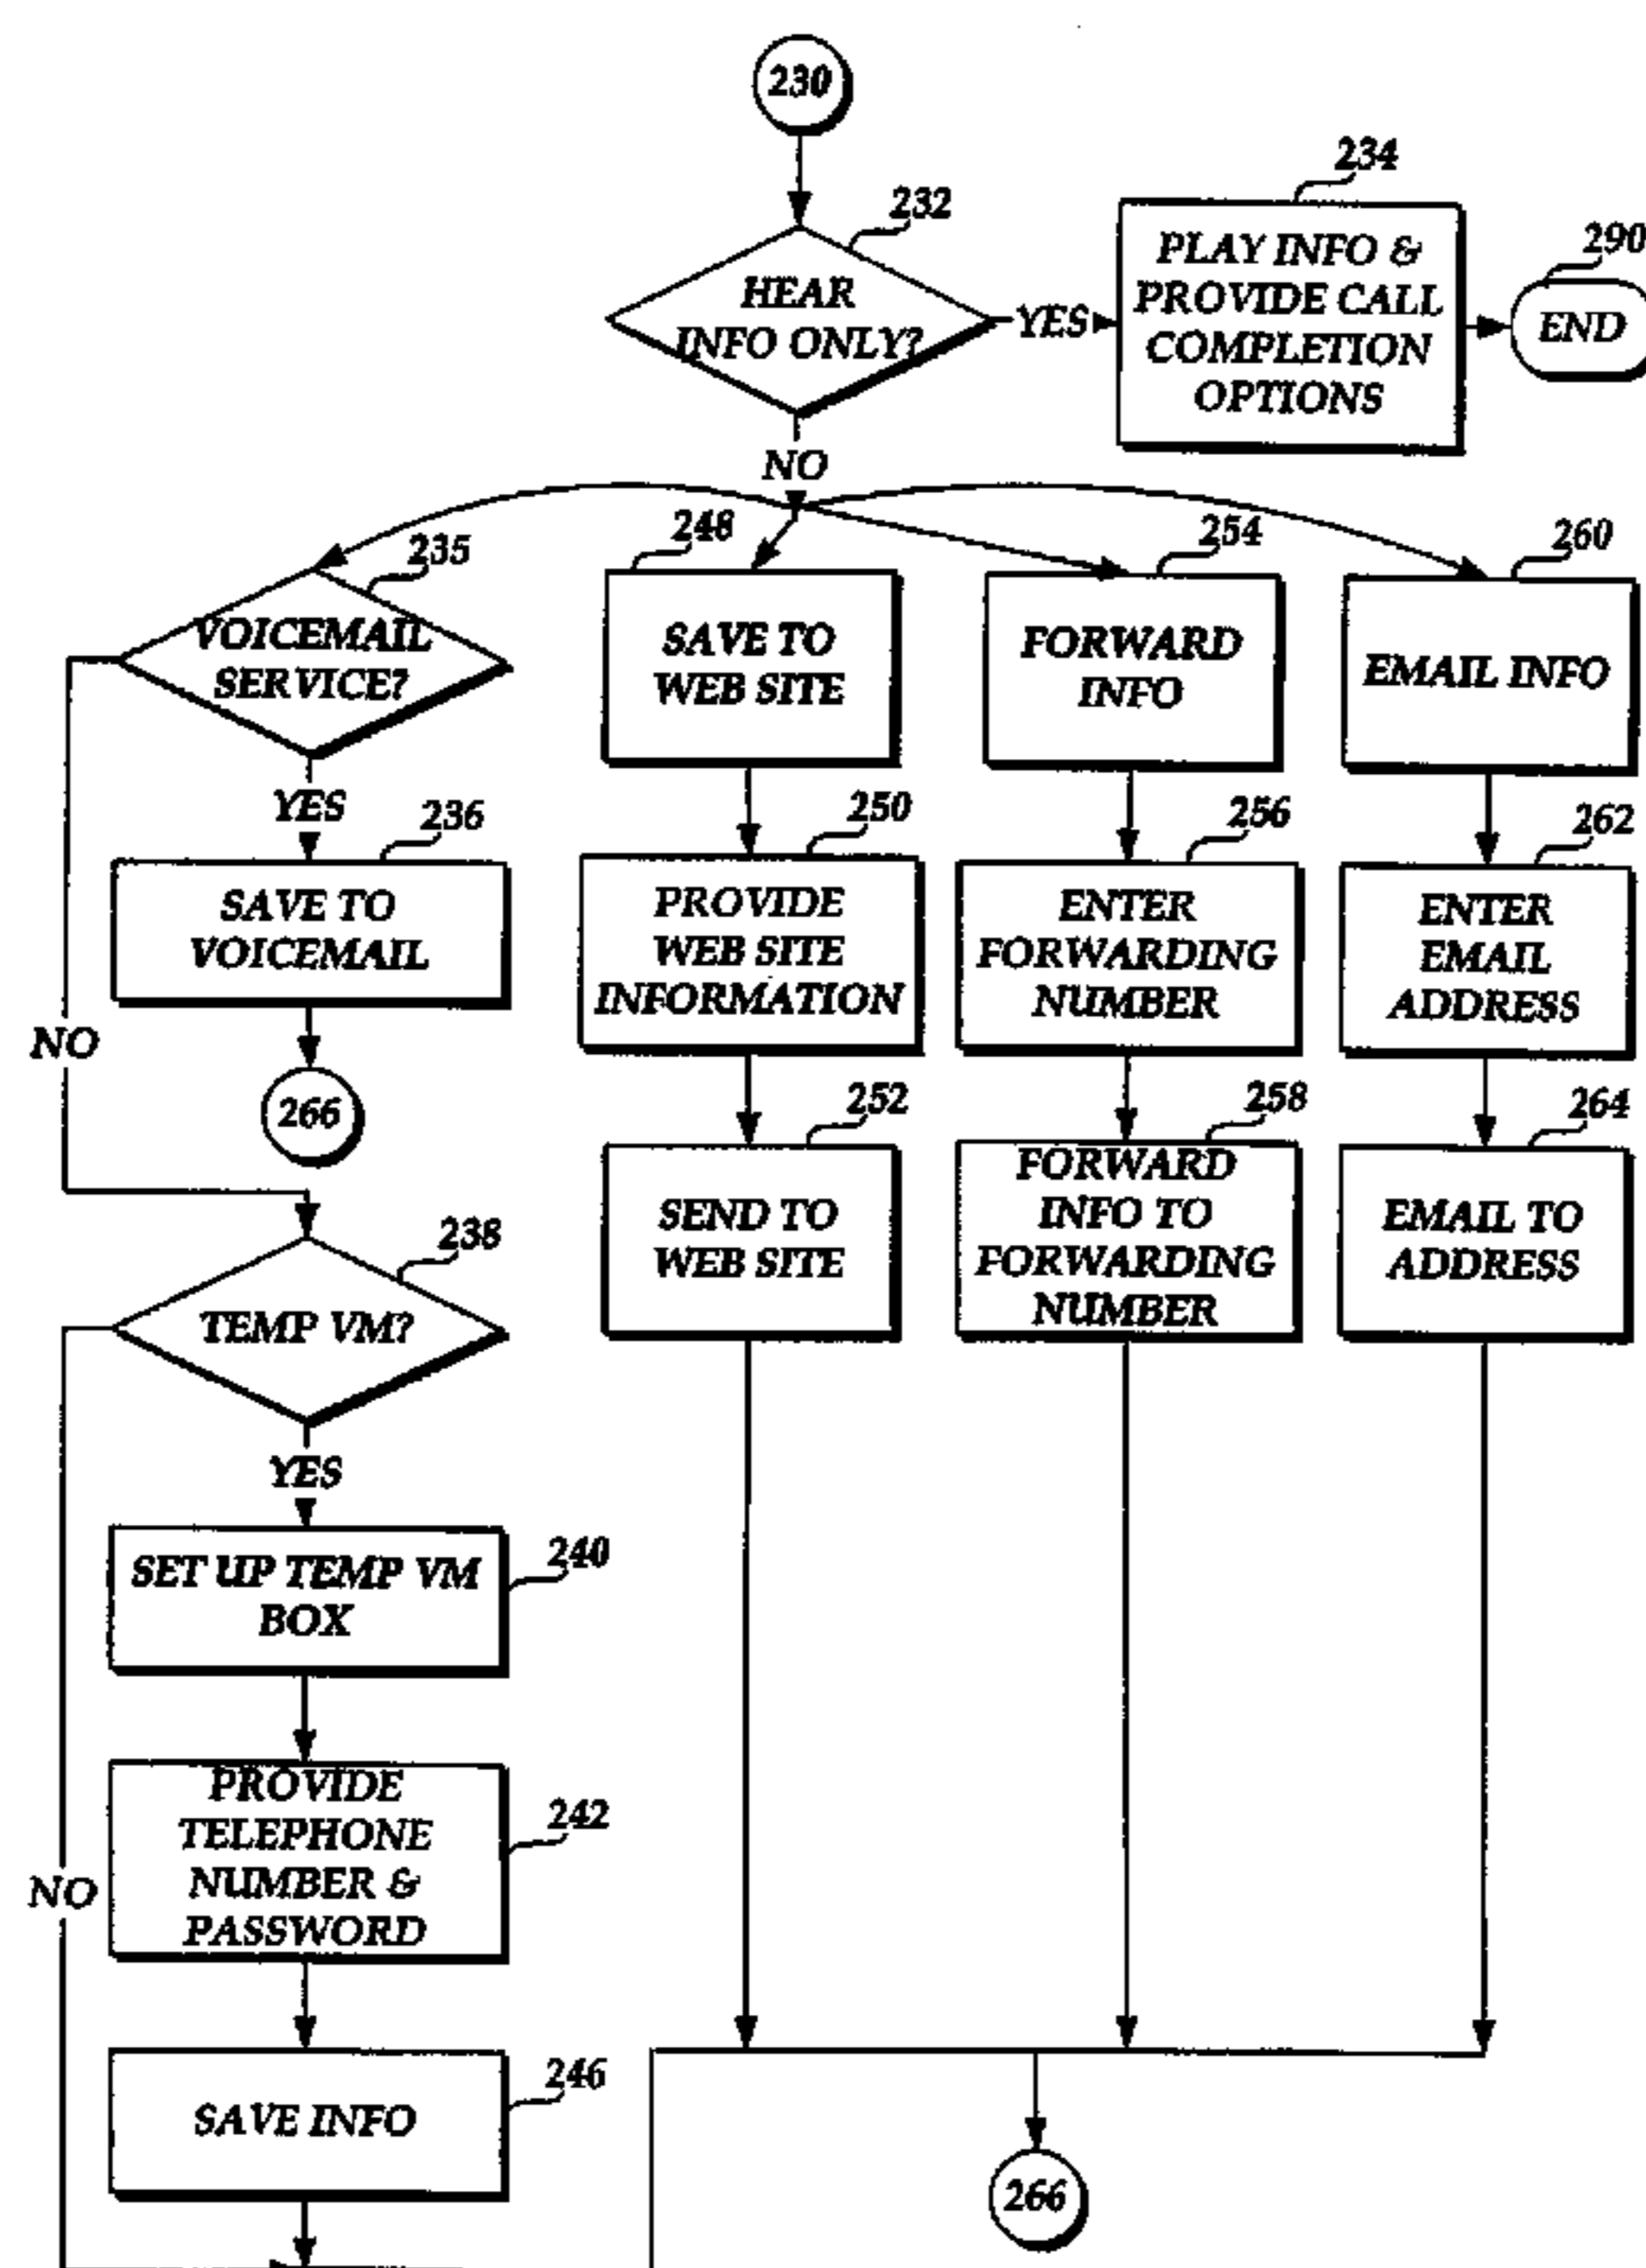 230
232
HEAR
INFO ONLY?
YES
234
PLAY INFO &
PROVIDE CALL
COMPLETION
OPTIONS
290
END
NO
235
VOICEMAIL
SERVICE?
YES
236
SAVE TO
VOICEMAIL
266
NO
238
TEMP VM?
YES
240
SET UP TEMP VM
BOX
242
PROVIDE
TELEPHONE
NUMBER &
PASSWORD
NO
246
SAVE INFO
248
SAVE TO
WEB SITE
250
PROVIDE
WEB SITE
INFORMATION
252
SEND TO
WEB SITE
254
FORWARD
INFO
256
ENTER
FORWARDING
NUMBER
258
FORWARD
INFO TO
FORWARDING
NUMBER
260
EMAIL INFO
262
ENTER
EMAIL
ADDRESS
264
EMAIL TO
ADDRESS
266